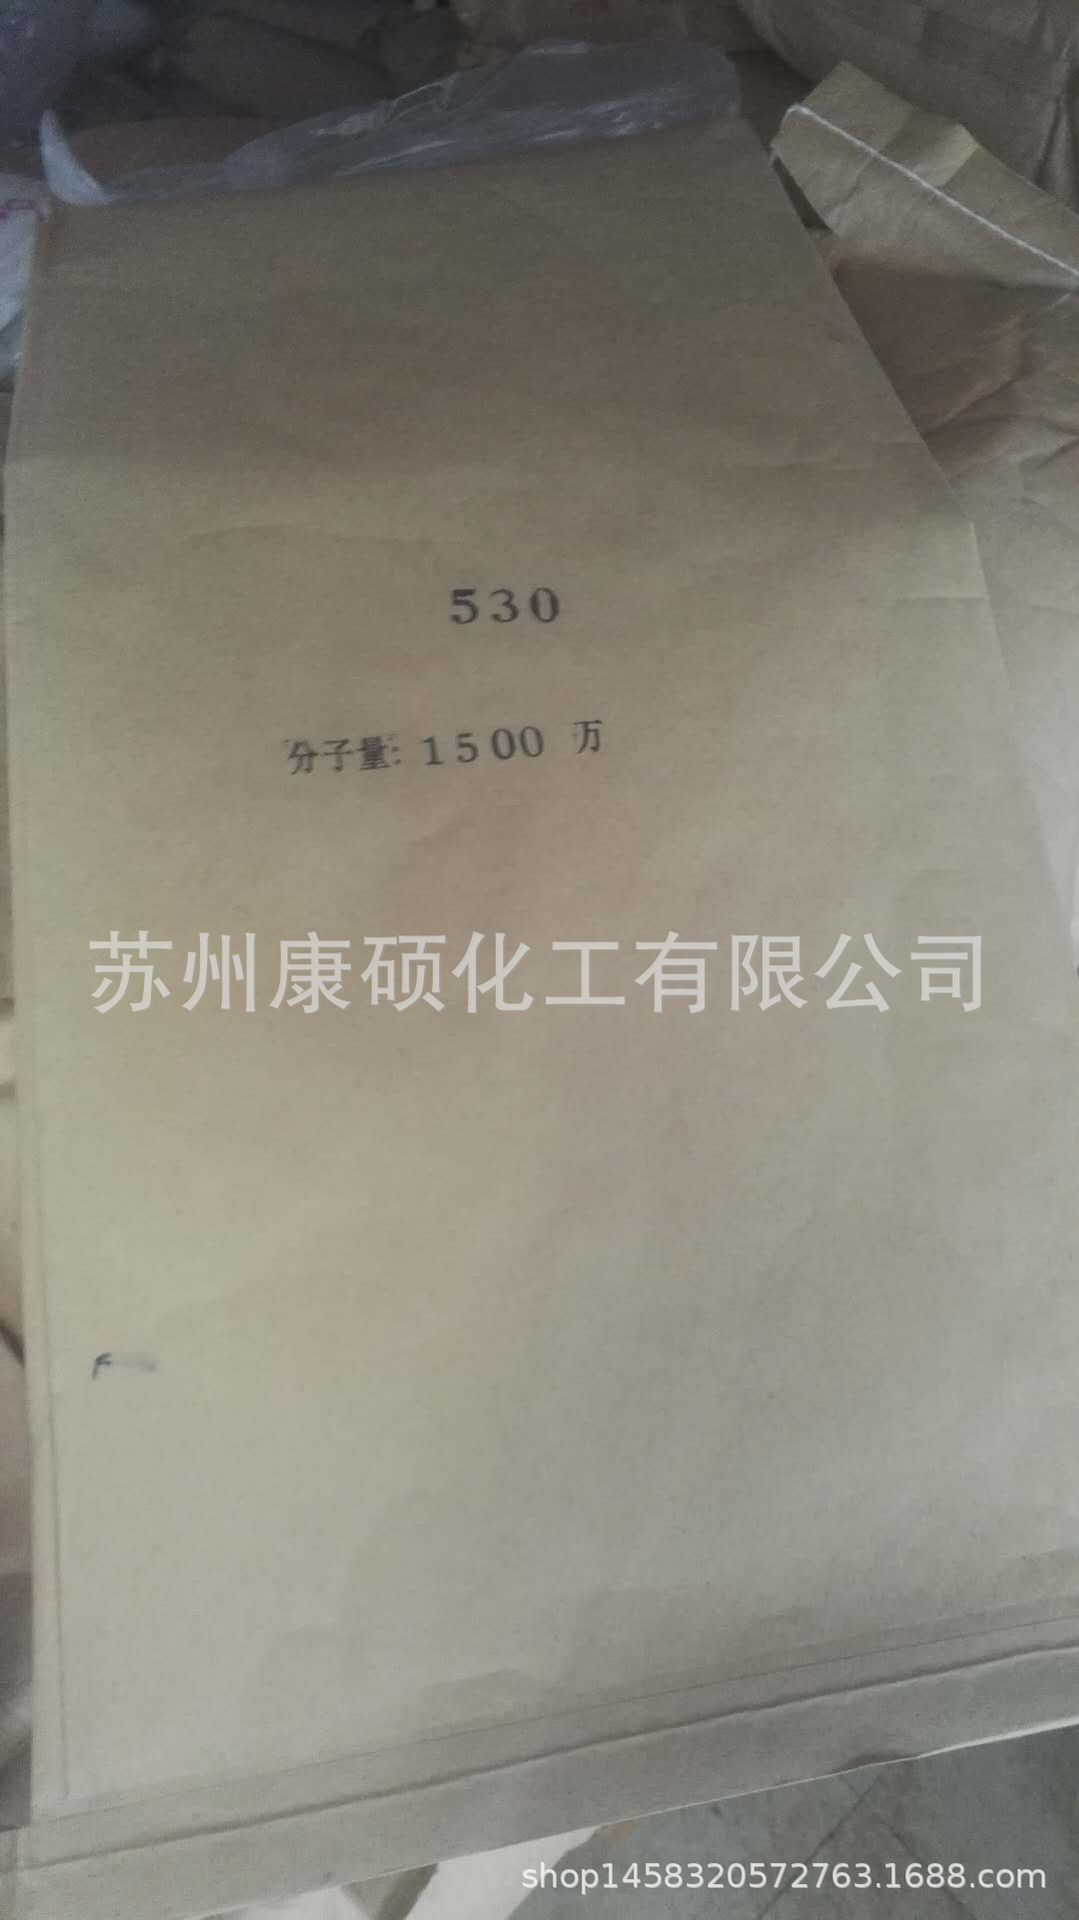 530
分子量: 1500 万
苏州康硕化工有限公司
shop1458320572763.1688.com